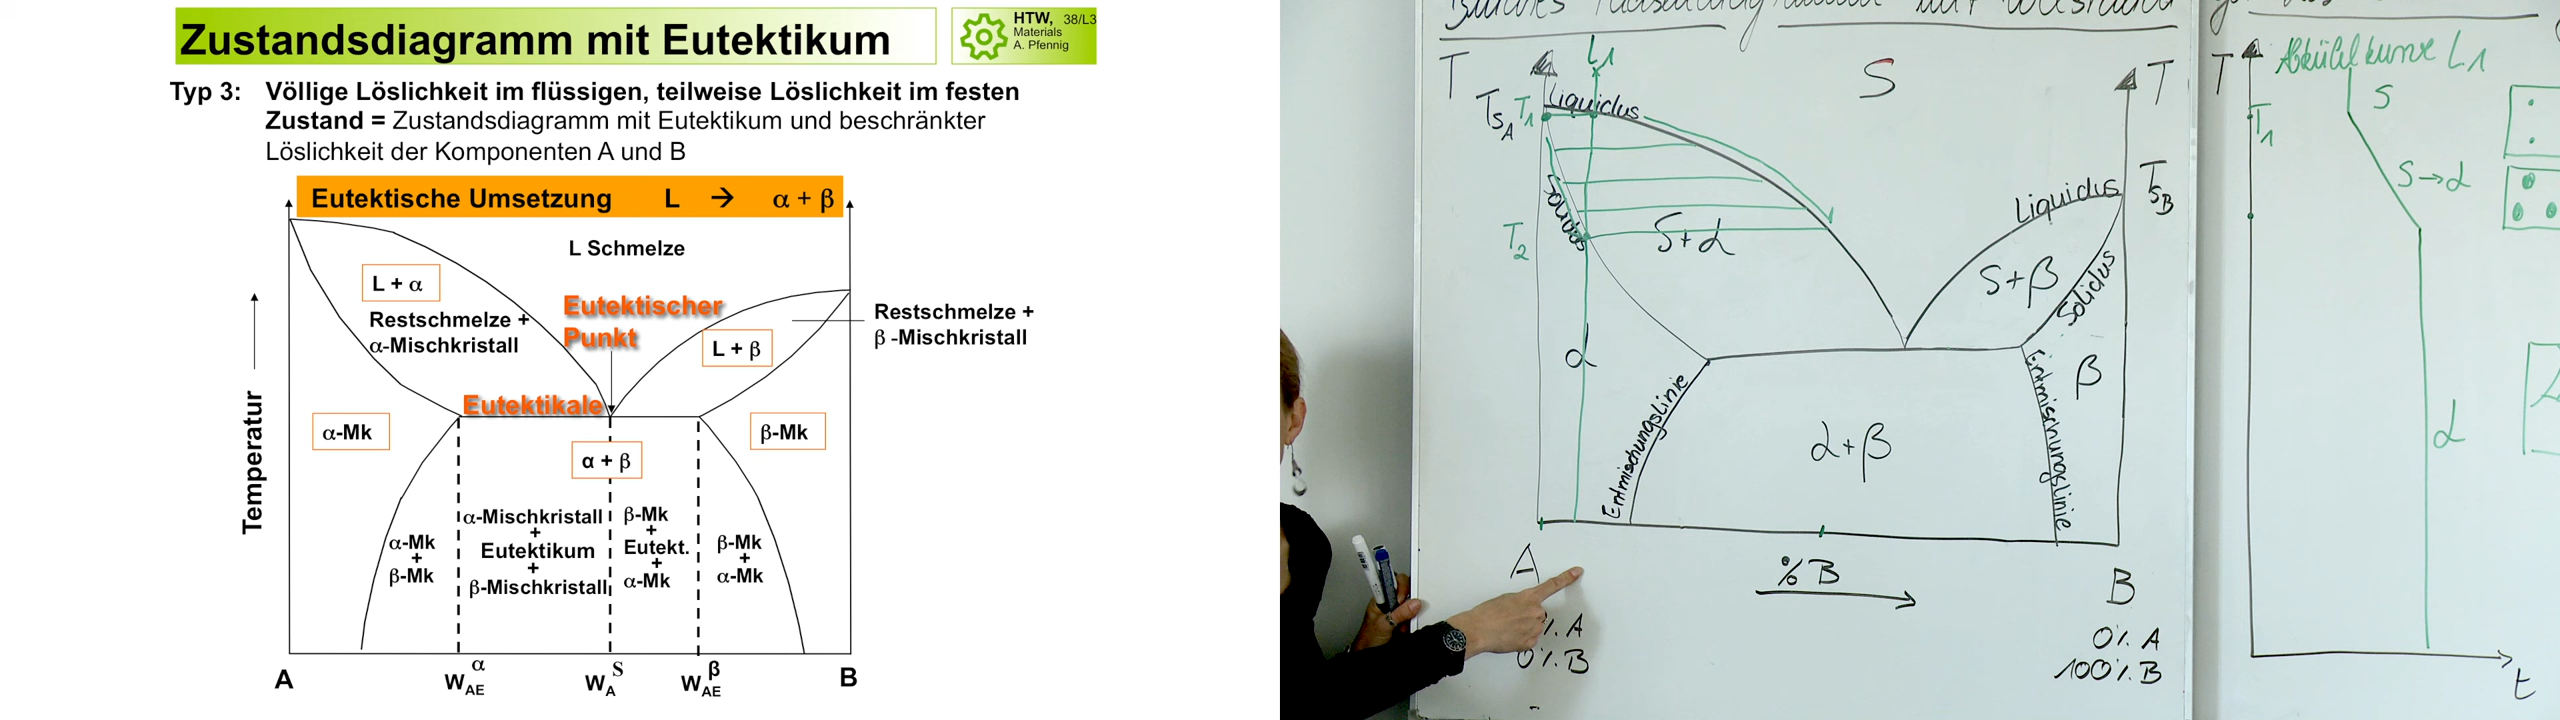 Zustandsdiagramm mit Eutektikum
HTW, 38/L3
Materials
A. Pfennig
Typ 3: Völlige Löslichkeit im flüssigen, teilweise Löslichkeit im festen
Zustand = Zustandsdiagramm mit Eutektikum und beschränkter
Löslichkeit der Komponenten A und B
Eutektische Umsetzung L → α + β
L Schmelze
L + α
Restschmelze +
α-Mischkristall
Eutektischer
Punkt
L + β
Restschmelze +
β -Mischkristall
Temperatur
Eutektikale
α-Mk
β-Mk
α + β
α-Mk
+
β-Mk
α-Mischkristall
+
Eutektikum
+
β-Mischkristall
β-Mk
+
Eutekt.
+
α-Mk
β-Mk
+
α-Mk
A
W AE α
W A S
W AE β
B
T
L1
S
T
TSA
T1
Liquidus
Solidus
T2
S+α
Liquidus
TSB
S+β
Solidus
α
Entmischungslinie
α+β
Entmischungslinie
β
A
% B
B
% A
0% B
0% A
100% B
T
Abkühlkurve L1
S
T1
S→α
α
t